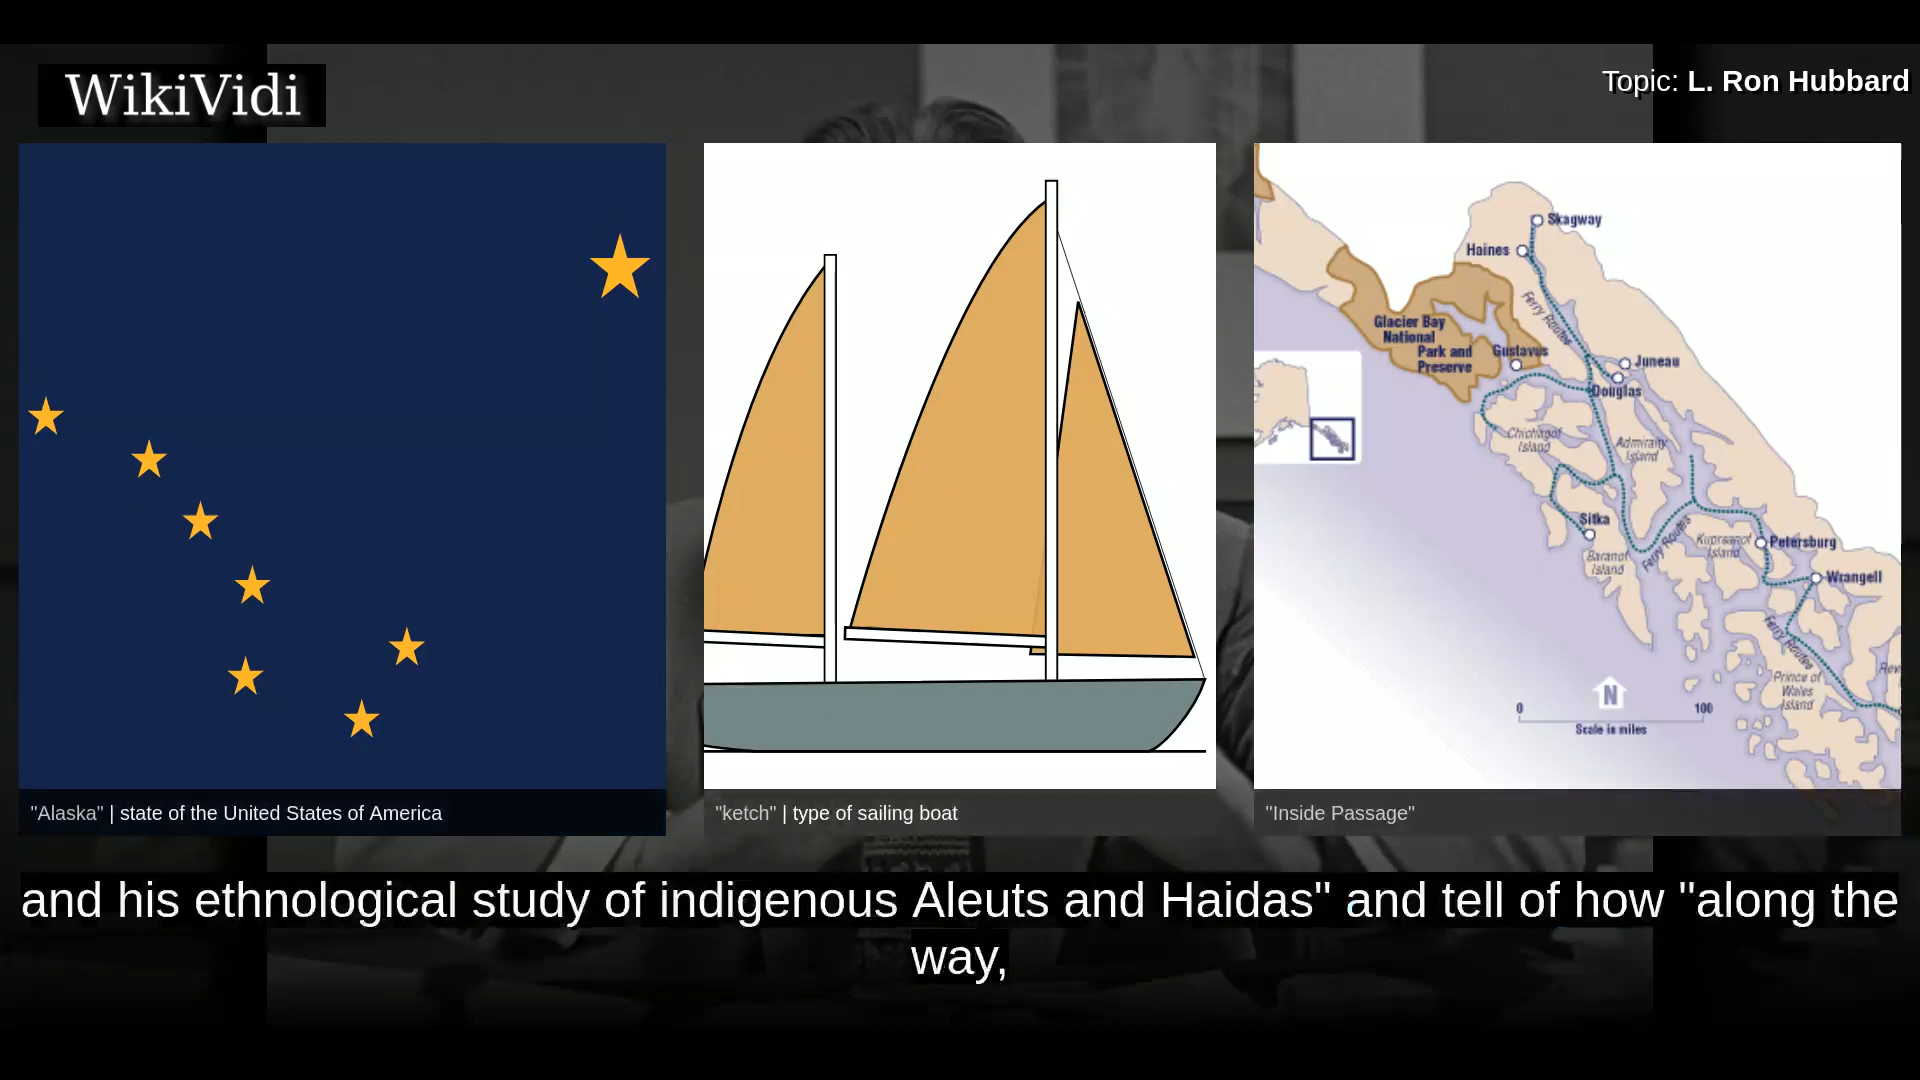 WikiVidi
Topic: L. Ron Hubbard
Skagway
Haines
Ferry Routes
Glacier Bay
National
Park and
Preserve
Gustavus
Juneau
Douglas
Chichagof
Island
Admiralty
Island
Sitka
Baranof
Island
Ferry Routes
Kupreanof
Island
Petersburg
Wrangell
Ferry Routes
Prince of
Wales
Island
N
0 100
Scale in miles
"Alaska" | state of the United States of America
"ketch" | type of sailing boat
"Inside Passage"
and his ethnological study of indigenous Aleuts and Haidas" and tell of how "along the
way,